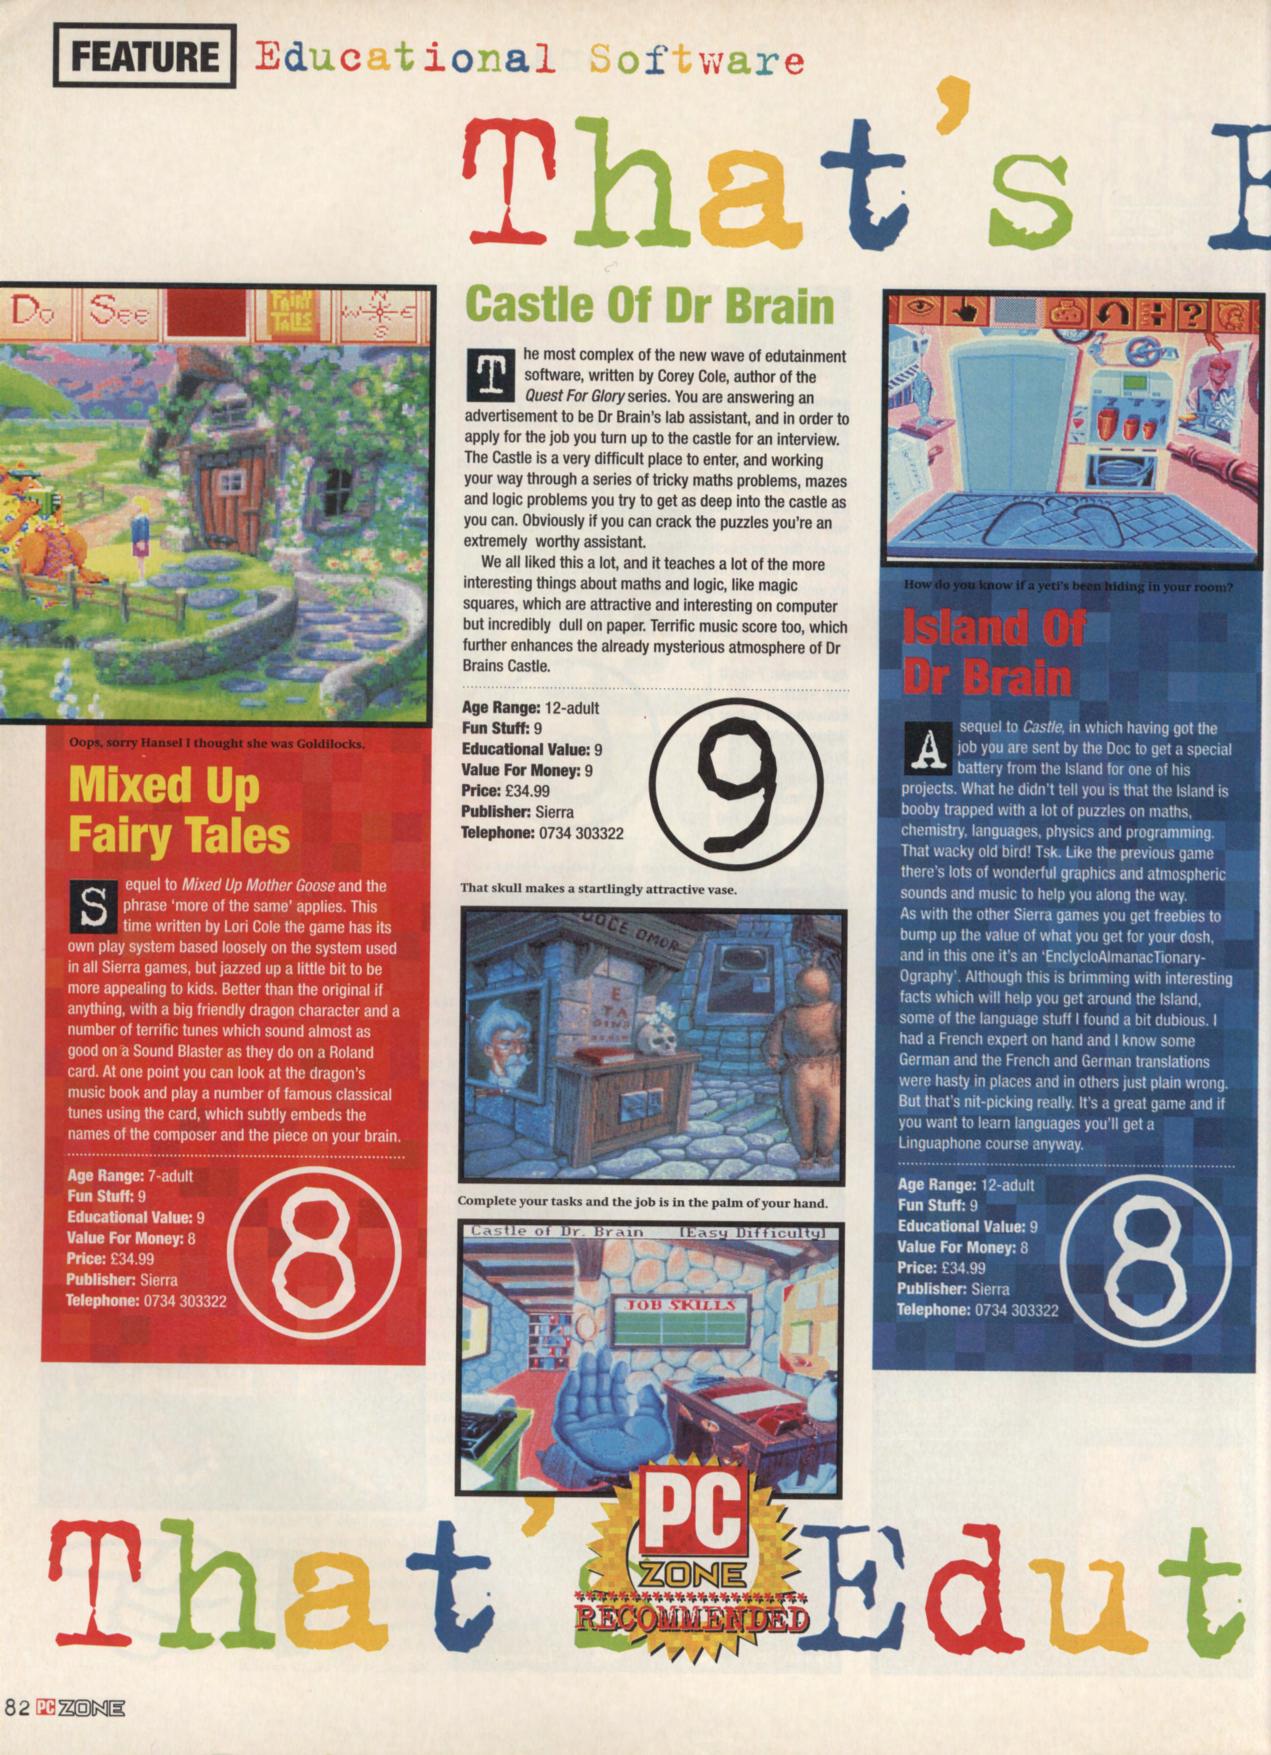 FEATURE Educational Software
That's E
Do See FAIRY TALES W N E S
Oops, sorry Hansel I thought she was Goldilocks.
Mixed Up
Fairy Tales
Sequel to Mixed Up Mother Goose and the
phrase 'more of the same' applies. This
time written by Lori Cole the game has its
own play system based loosely on the system used
in all Sierra games, but jazzed up a little bit to be
more appealing to kids. Better than the original if
anything, with a big friendly dragon character and a
number of terrific tunes which sound almost as
good on a Sound Blaster as they do on a Roland
card. At one point you can look at the dragon's
music book and play a number of famous classical
tunes using the card, which subtly embeds the
names of the composer and the piece on your brain.
Age Range: 7-adult
Fun Stuff: 9
Educational Value: 9
Value For Money: 8
Price: £34.99
Publisher: Sierra
Telephone: 0734 303322
8
Castle Of Dr Brain
The most complex of the new wave of edutainment
software, written by Corey Cole, author of the
Quest For Glory series. You are answering an
advertisement to be Dr Brain's lab assistant, and in order to
apply for the job you turn up to the castle for an interview.
The Castle is a very difficult place to enter, and working
your way through a series of tricky maths problems, mazes
and logic problems you try to get as deep into the castle as
you can. Obviously if you can crack the puzzles you're an
extremely worthy assistant.
We all liked this a lot, and it teaches a lot of the more
interesting things about maths and logic, like magic
squares, which are attractive and interesting on computer
but incredibly dull on paper. Terrific music score too, which
further enhances the already mysterious atmosphere of Dr
Brains Castle.
Age Range: 12-adult
Fun Stuff: 9
Educational Value: 9
Value For Money: 9
Price: £34.99
Publisher: Sierra
Telephone: 0734 303322
9
That skull makes a startlingly attractive vase.
Complete your tasks and the job is in the palm of your hand.
Castle of Dr. Brain [Easy Difficulty]
JOB SKILLS
?
How do you know if a yeti's been hiding in your room?
Island Of
Dr Brain
A sequel to Castle, in which having got the
job you are sent by the Doc to get a special
battery from the Island for one of his
projects. What he didn't tell you is that the Island is
booby trapped with a lot of puzzles on maths,
chemistry, languages, physics and programming.
That wacky old bird! Tsk. Like the previous game
there's lots of wonderful graphics and atmospheric
sounds and music to help you along the way.
As with the other Sierra games you get freebies to
bump up the value of what you get for your dosh,
and in this one it's an 'EnclycloAlmanacTionary-
Ography'. Although this is brimming with interesting
facts which will help you get around the Island,
some of the language stuff I found a bit dubious. I
had a French expert on hand and I know some
German and the French and German translations
were hasty in places and in others just plain wrong.
But that's nit-picking really. It's a great game and if
you want to learn languages you'll get a
Linguaphone course anyway.
Age Range: 12-adult
Fun Stuff: 9
Educational Value: 9
Value For Money: 8
Price: £34.99
Publisher: Sierra
Telephone: 0734 303322
8
PC
ZONE
RECOMMENDED
That's Edut
82 PC ZONE